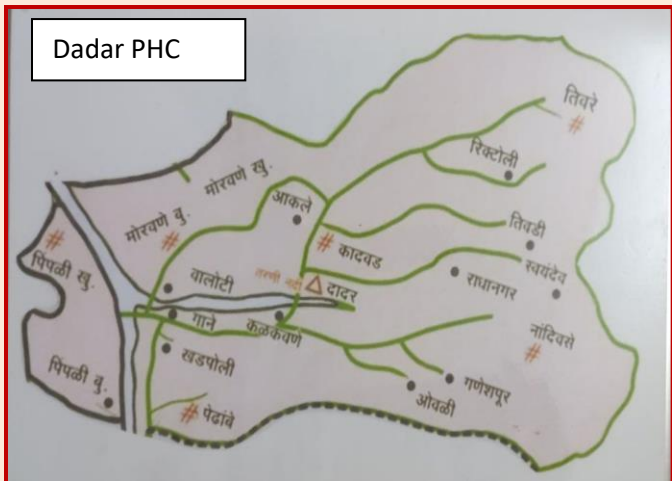 Dadar PHC
तिवरे
रिक्टोली
मोरवणे खु.
आकले
तिवडी
मोरवणे बु.
कादवड
स्वयंदेव
पिंपळी खु.
राधानगर
वालोटी
दादर
गाने
कळकवणे
नांदिवसे
खडपोली
पिंपळी बु.
गणेशपूर
ओवळी
पेढांबे